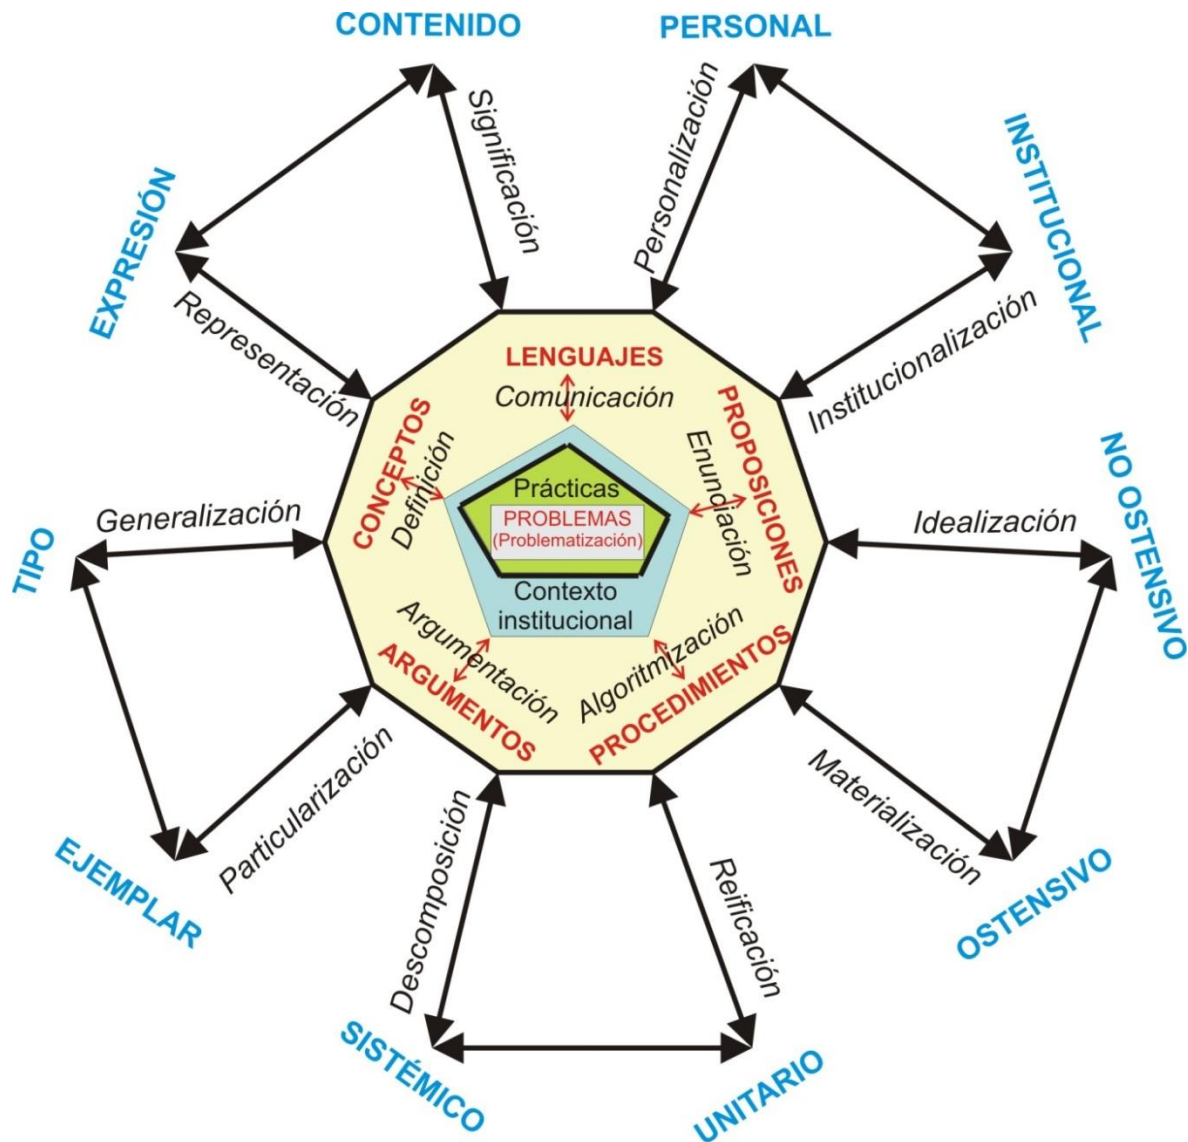 CONTENIDO
PERSONAL
Significación
Personalización
INSTITUCIONAL
EXPRESIÓN
Representación
Institucionalización
LENGUAJES
Comunicación
CONCEPTOS
Definición
PROPOSICIONES
Enunciación
Prácticas
PROBLEMAS
(Problematización)
Contexto
institucional
NO OSTENSIVO
Idealización
Generalización
TIPO
Argumentación
ARGUMENTOS
Algoritmización
PROCEDIMIENTOS
Particularización
EJEMPLAR
Materialización
OSTENSIVO
Descomposición
Reificación
SISTÉMICO
UNITARIO